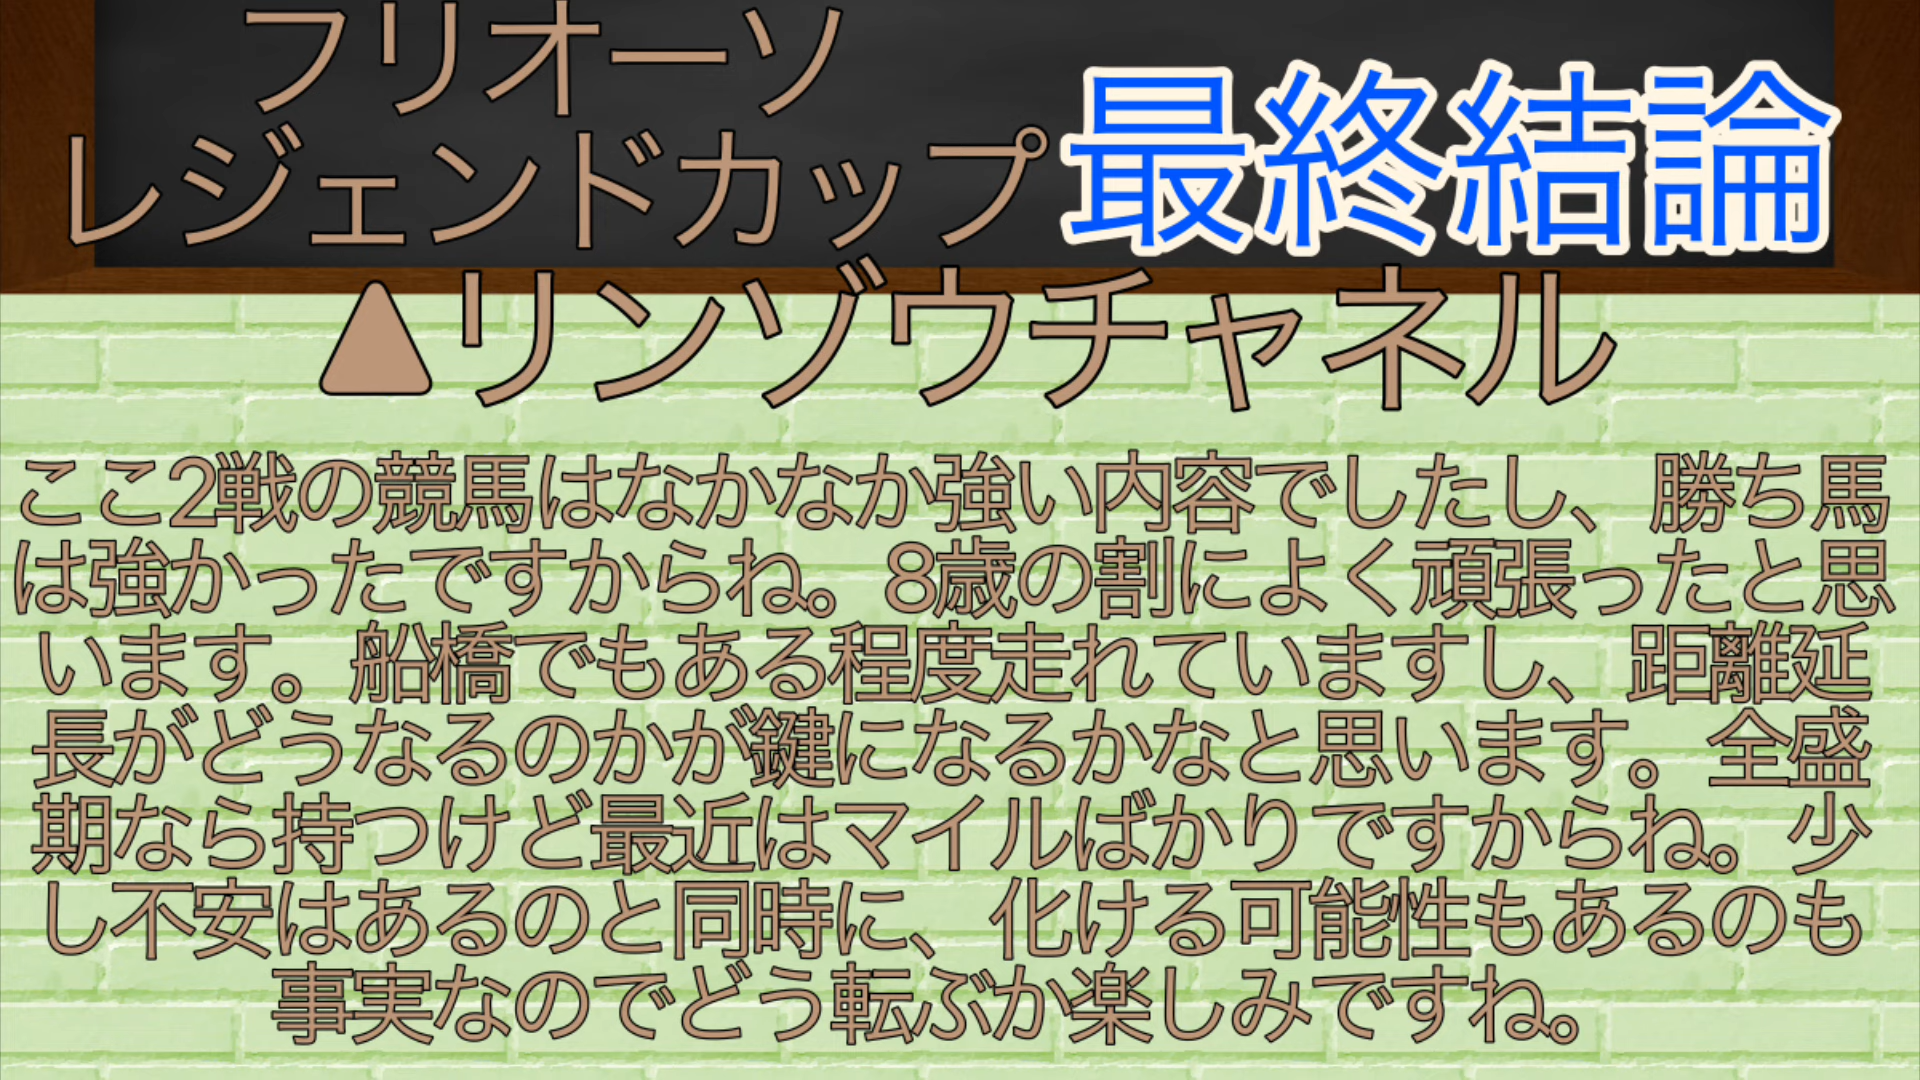 フリオーソ
レジェンドカップ
最終結論
▲リンゾウチャネル
ここ2戦の競馬はなかなか強い内容でしたし、勝ち馬
は強かったですからね。8歳の割によく頑張ったと思
います。船橋でもある程度走れていますし、距離延
長がどうなるのかが鍵になるかなと思います。全盛
期なら持つけど最近はマイルばかりですからね。少
し不安はあるのと同時に、化ける可能性もあるのも
事実なのでどう転ぶか楽しみですね。